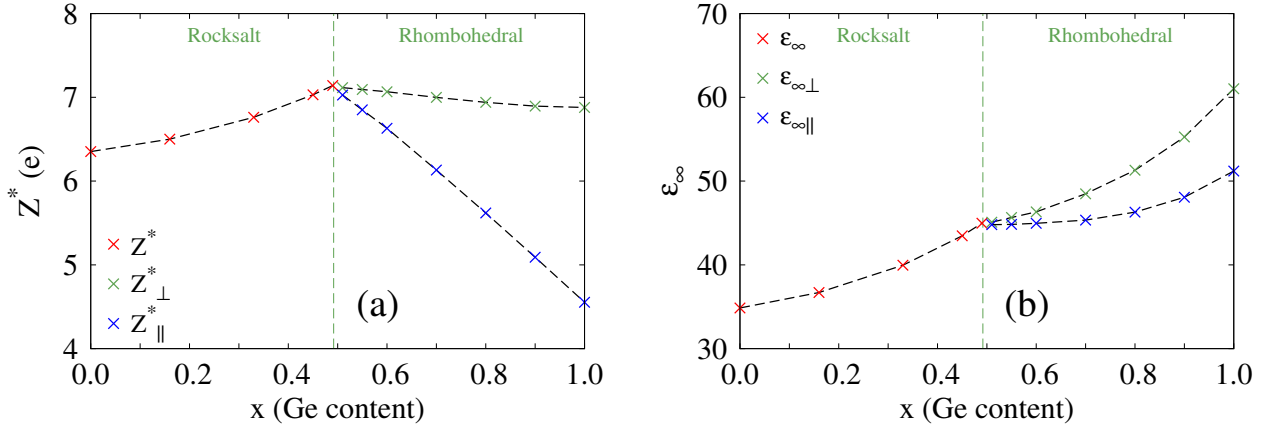 8
7
6
5
4
Z* (e)
Rocksalt
Rhombohedral
Z*
Z*⊥
Z*∥
(a)
0.0 0.2 0.4 0.6 0.8 1.0
x (Ge content)
70
60
50
40
30
ε∞
Rocksalt
Rhombohedral
ε∞
ε∞⊥
ε∞∥
(b)
0.0 0.2 0.4 0.6 0.8 1.0
x (Ge content)